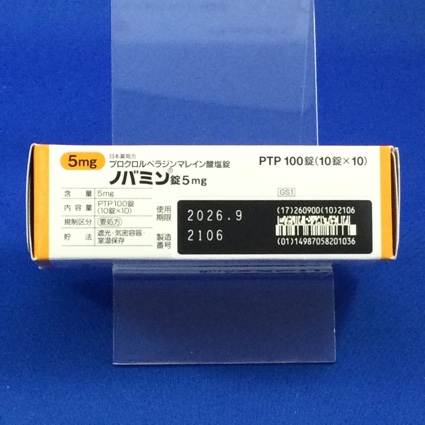 5mg
日本薬局方
プロクロルペラジンマレイン酸塩錠
ノバミン®錠5mg
PTP 100錠(10錠×10)
含量 5mg
内容量 PTP100錠
(10錠×10)
規制区分 要処方
貯法 遮光・気密容器・
室温保存
使用
期限 2026.9
製造
番号 2106
GS1
(17)260900(10)2106
(01)14987058201036